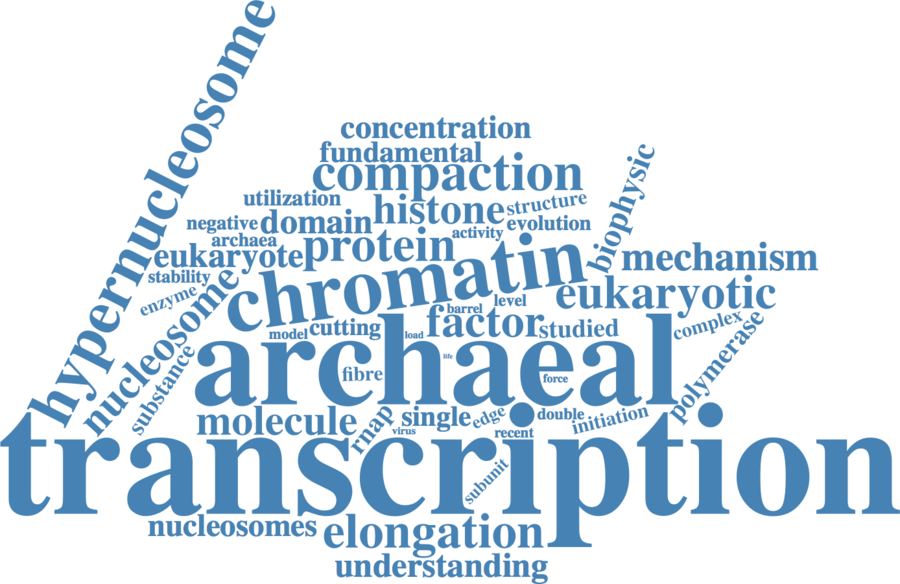 hypernucleosome
concentration
fundamental
compaction
biophysic
utilization
histone
structure
negative
domain
activity
evolution
archaea
eukaryote
protein
mechanism
stability
chromatin
enzyme
nucleosome
level
eukaryotic
barrel
model
cutting
load
factor
studied
complex
polymerase
archaeal
life
substance
fibre
force
molecule
rnap
single
edge
double
initiation
virus
recent
transcription
subunit
nucleosomes
elongation
understanding